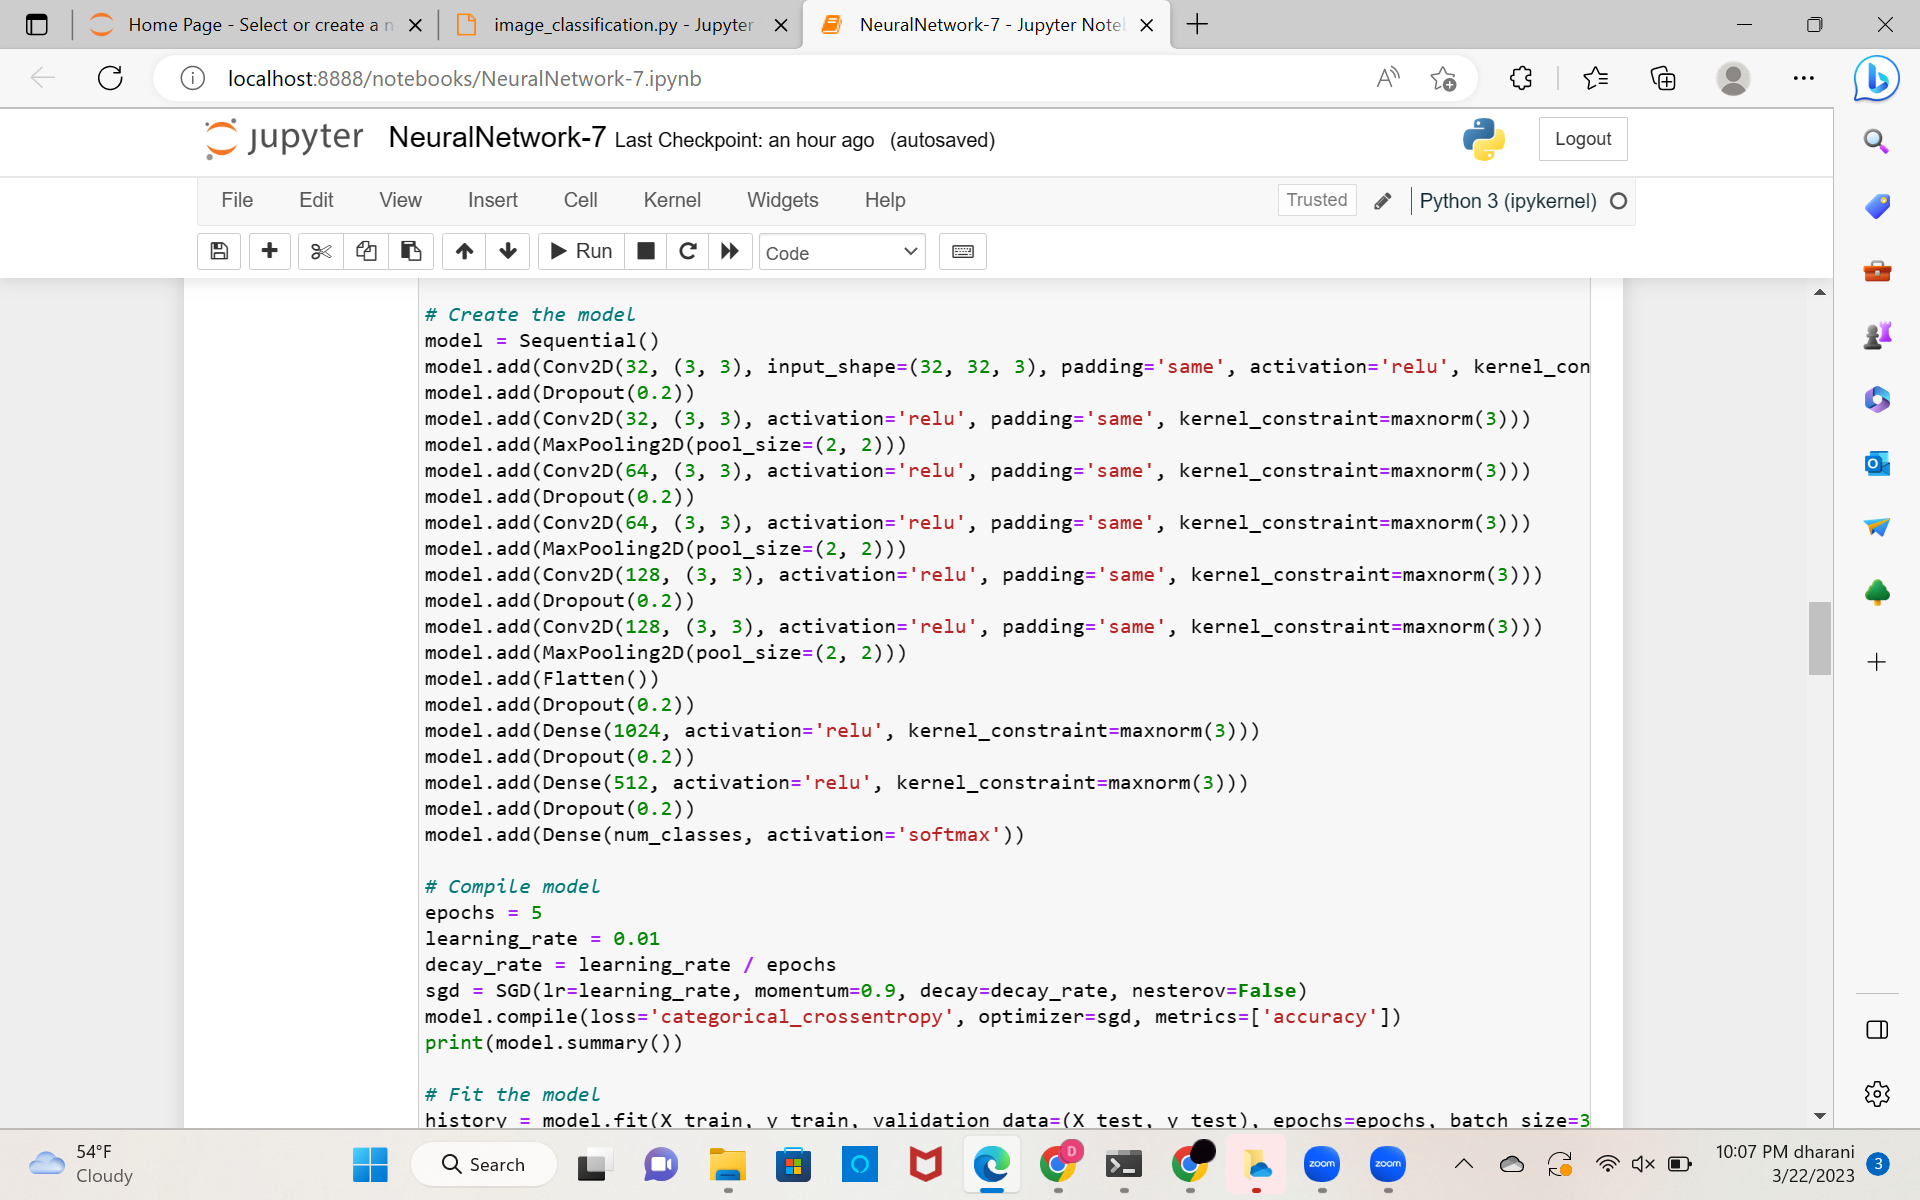 Home Page - Select or create a n
image_classification.py - Jupyter
NeuralNetwork-7 - Jupyter Note
localhost:8888/notebooks/NeuralNetwork-7.ipynb
jupyter NeuralNetwork-7 Last Checkpoint: an hour ago (autosaved)
Logout
File Edit View Insert Cell Kernel Widgets Help
Trusted
Python 3 (ipykernel)
Run
Code
# Create the model
model = Sequential()
model.add(Conv2D(32, (3, 3), input_shape=(32, 32, 3), padding='same', activation='relu', kernel_con
model.add(Dropout(0.2))
model.add(Conv2D(32, (3, 3), activation='relu', padding='same', kernel_constraint=maxnorm(3)))
model.add(MaxPooling2D(pool_size=(2, 2)))
model.add(Conv2D(64, (3, 3), activation='relu', padding='same', kernel_constraint=maxnorm(3)))
model.add(Dropout(0.2))
model.add(Conv2D(64, (3, 3), activation='relu', padding='same', kernel_constraint=maxnorm(3)))
model.add(MaxPooling2D(pool_size=(2, 2)))
model.add(Conv2D(128, (3, 3), activation='relu', padding='same', kernel_constraint=maxnorm(3)))
model.add(Dropout(0.2))
model.add(Conv2D(128, (3, 3), activation='relu', padding='same', kernel_constraint=maxnorm(3)))
model.add(MaxPooling2D(pool_size=(2, 2)))
model.add(Flatten())
model.add(Dropout(0.2))
model.add(Dense(1024, activation='relu', kernel_constraint=maxnorm(3)))
model.add(Dropout(0.2))
model.add(Dense(512, activation='relu', kernel_constraint=maxnorm(3)))
model.add(Dropout(0.2))
model.add(Dense(num_classes, activation='softmax'))
# Compile model
epochs = 5
learning_rate = 0.01
decay_rate = learning_rate / epochs
sgd = SGD(lr=learning_rate, momentum=0.9, decay=decay_rate, nesterov=False)
model.compile(loss='categorical_crossentropy', optimizer=sgd, metrics=['accuracy'])
print(model.summary())
# Fit the model
history = model.fit(X_train, y_train, validation_data=(X_test, y_test), epochs=epochs, batch_size=3
54°F
Cloudy
Search
D
zoom
zoom
10:07 PM dharani
3/22/2023
3